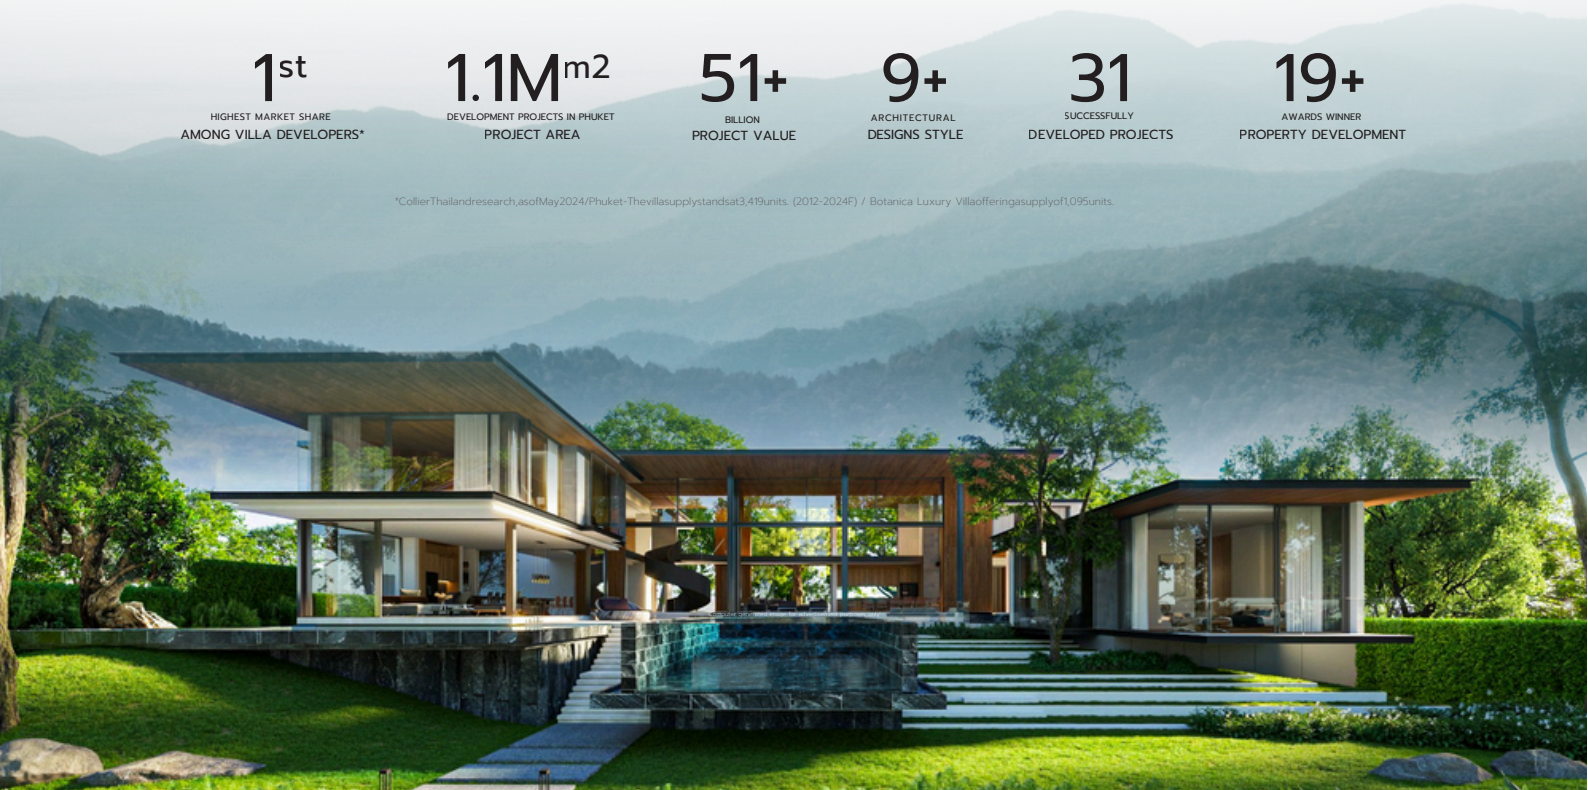 1st
HIGHEST MARKET SHARE
AMONG VILLA DEVELOPERS*
1.1Mm2
DEVELOPMENT PROJECTS IN PHUKET
PROJECT AREA
51+
BILLION
PROJECT VALUE
9+
ARCHITECTURAL
DESIGNS STYLE
31
SUCCESSFULLY
DEVELOPED PROJECTS
19+
AWARDS WINNER
PROPERTY DEVELOPMENT
*CollierThailandresearch,asofMay2024/Phuket-Thevillasupplystandsat3,419units. (2012-2024F) / Botanica Luxury Villaofferingasupplyof1,095units.